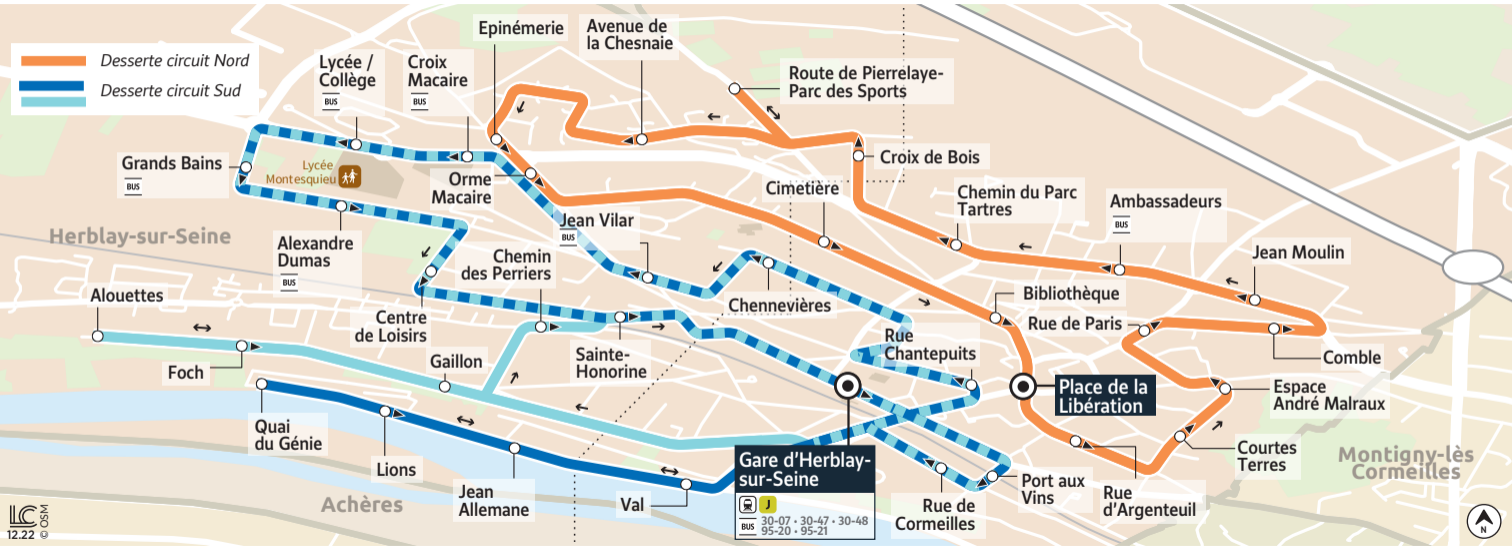 Desserte circuit Nord
Desserte circuit Sud
Lycée /
Collège
BUS
Croix
Macaire
BUS
Epinémerie
Avenue de
la Chesnaie
Route de Pierrelaye-
Parc des Sports
Grands Bains
BUS
Lycée
Montesquieu
Orme
Macaire
Croix de Bois
Cimetière
Chemin du Parc
Tartres
Ambassadeurs
BUS
Herblay-sur-Seine
Alexandre
Dumas
BUS
Jean Vilar
BUS
Chemin
des Perriers
Jean Moulin
Alouettes
Centre
de Loisirs
Chennevières
Bibliothèque
Rue de Paris
Foch
Gaillon
Sainte-
Honorine
Rue
Chantepuits
Comble
Place de la
Libération
Espace
André Malraux
Quai
du Génie
Lions
Jean
Allemane
Val
Gare d'Herblay-
sur-Seine
J
BUS
30-07 • 30-47 • 30-48
95-20 • 95-21
Rue de
Cormeilles
Port aux
Vins
Rue
d'Argenteuil
Courtes
Terres
Montigny-lès
Cormeilles
Achères
LC
12.22
© OSM
N